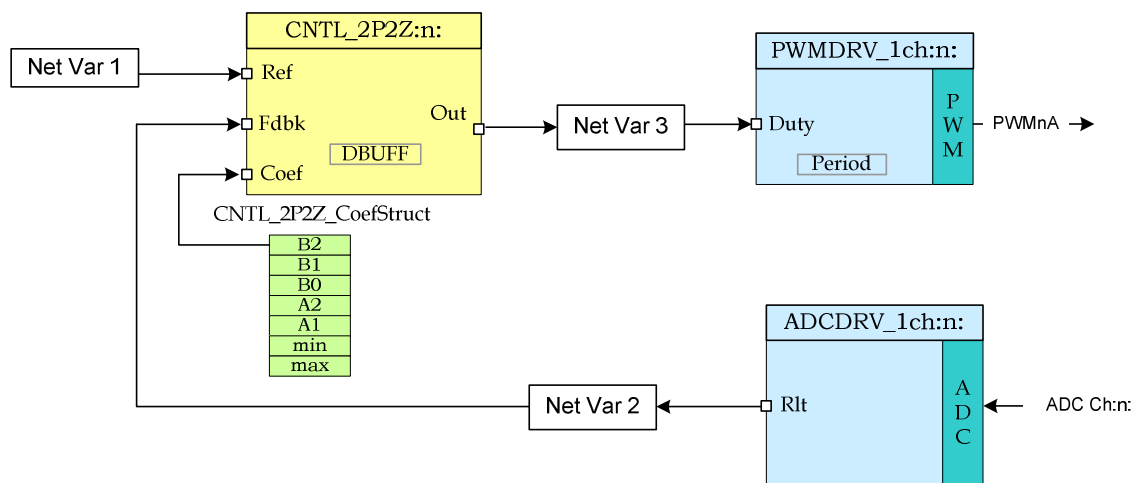 CNTL_2P2Z:n:
Net Var 1
Ref
Fdbk
Out
DBUFF
Coef
CNTL_2P2Z_CoefStruct
B2
B1
B0
A2
A1
min
max
Net Var 3
PWMDRV_1ch:n:
Duty
Period
P
W
M
PWMnA
ADCDRV_1ch:n:
Net Var 2
Rlt
A
D
C
ADC Ch:n: